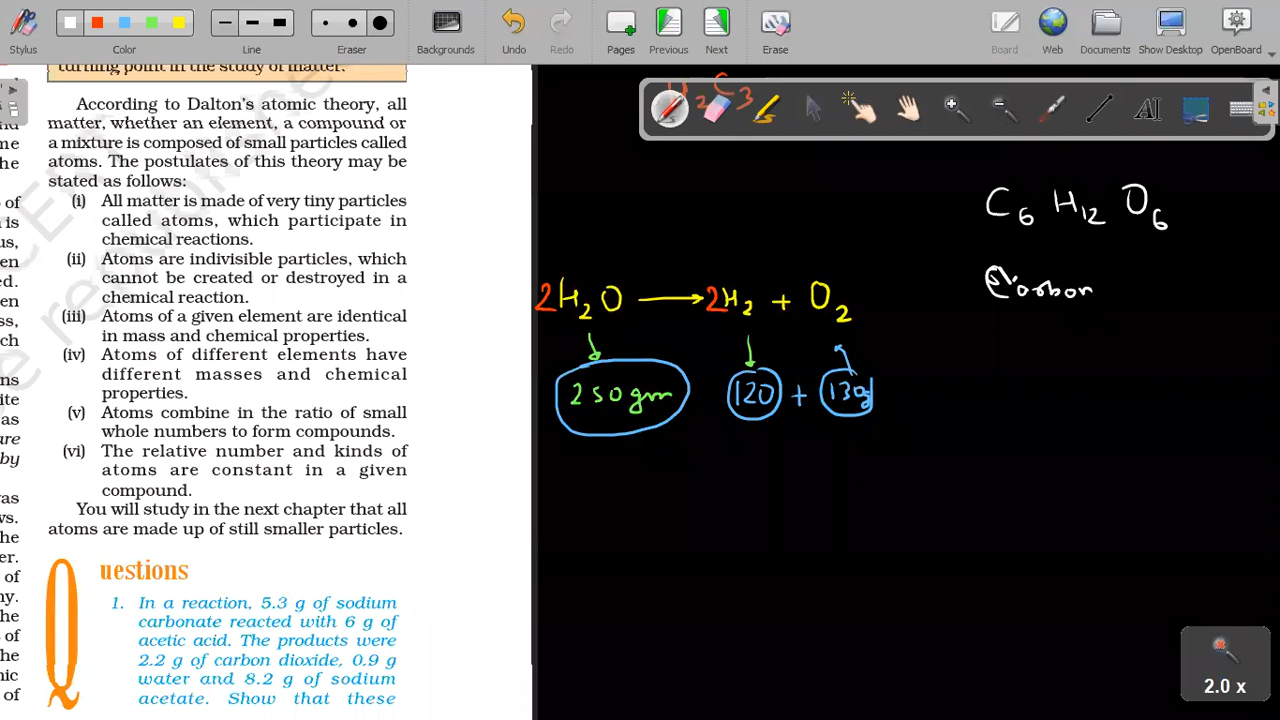 Stylus
Color
Line
Eraser
Backgrounds
Undo
Redo
Pages
Previous
Next
Erase
Board
Web
Documents
Show Desktop
OpenBoard
turning point in the study of matter.
According to Dalton's atomic theory, all
matter, whether an element, a compound or
a mixture is composed of small particles called
atoms. The postulates of this theory may be
stated as follows:
(i) All matter is made of very tiny particles
called atoms, which participate in
chemical reactions.
(ii) Atoms are indivisible particles, which
cannot be created or destroyed in a
chemical reaction.
(iii) Atoms of a given element are identical
in mass and chemical properties.
(iv) Atoms of different elements have
different masses and chemical
properties.
(v) Atoms combine in the ratio of small
whole numbers to form compounds.
(vi) The relative number and kinds of
atoms are constant in a given
compound.
You will study in the next chapter that all
atoms are made up of still smaller particles.
Questions
1. In a reaction, 5.3 g of sodium
carbonate reacted with 6 g of
acetic acid. The products were
2.2 g of carbon dioxide, 0.9 g
water and 8.2 g of sodium
acetate. Show that these
C6 H12 O6
Carbon
2H2O → 2H2 + O2
250gm 120 + 130g
2.0 x